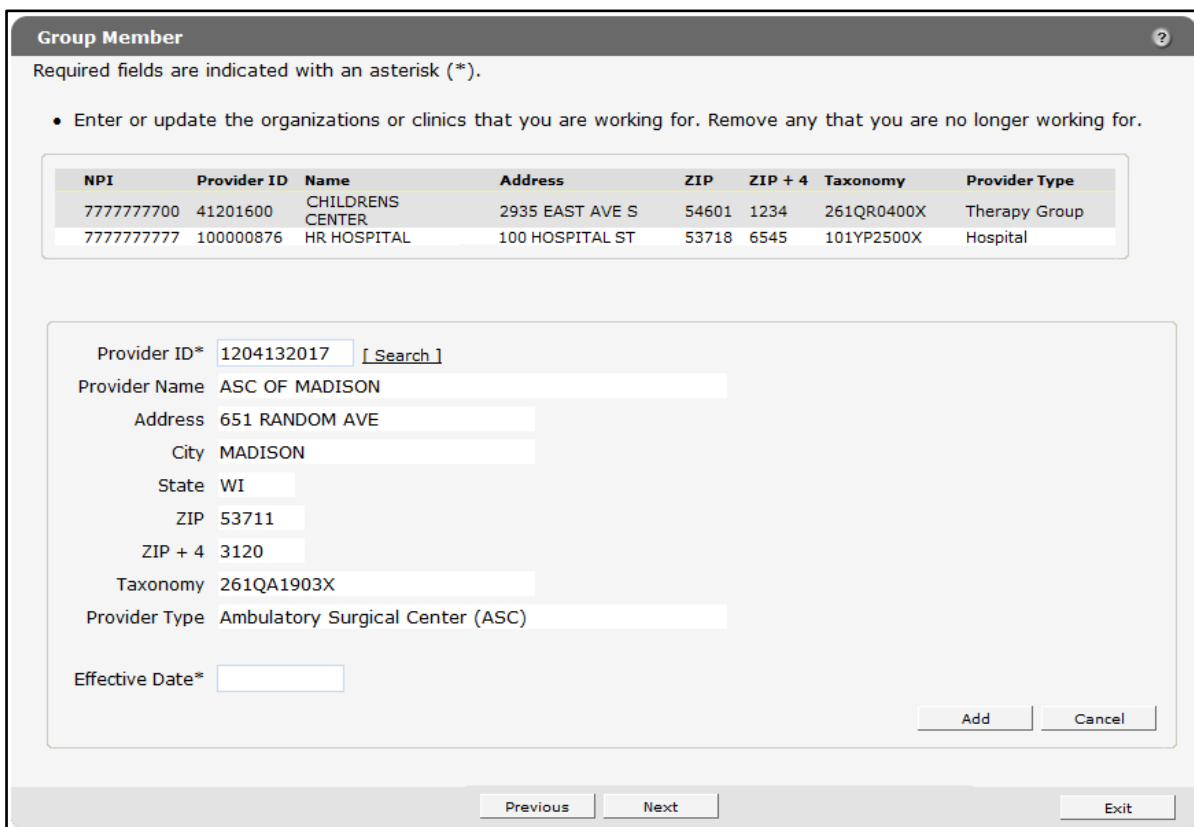 Group Member ?
Required fields are indicated with an asterisk (*).
• Enter or update the organizations or clinics that you are working for. Remove any that you are no longer working for.
NPI Provider ID Name Address ZIP ZIP + 4 Taxonomy Provider Type
7777777700 41201600 CHILDRENS CENTER 2935 EAST AVE S 54601 1234 261QR0400X Therapy Group
7777777777 100000876 HR HOSPITAL 100 HOSPITAL ST 53718 6545 101YP2500X Hospital
Provider ID* 1204132017 [ Search ]
Provider Name ASC OF MADISON
Address 651 RANDOM AVE
City MADISON
State WI
ZIP 53711
ZIP + 4 3120
Taxonomy 261QA1903X
Provider Type Ambulatory Surgical Center (ASC)
Effective Date*
Add Cancel
Previous Next Exit